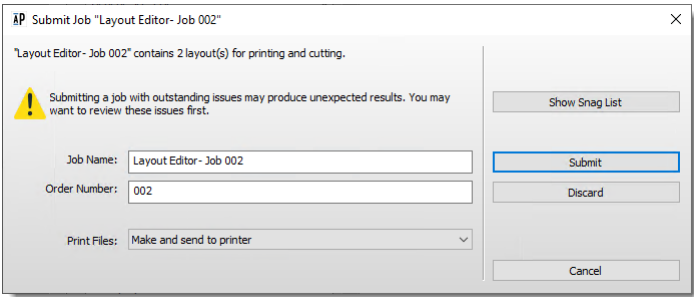 AP Submit Job "Layout Editor- Job 002"
"Layout Editor- Job 002" contains 2 layout(s) for printing and cutting.
Submitting a job with outstanding issues may produce unexpected results. You may
want to review these issues first.
Show Snag List
Job Name: Layout Editor- Job 002
Submit
Order Number: 002
Discard
Print Files: Make and send to printer
Cancel